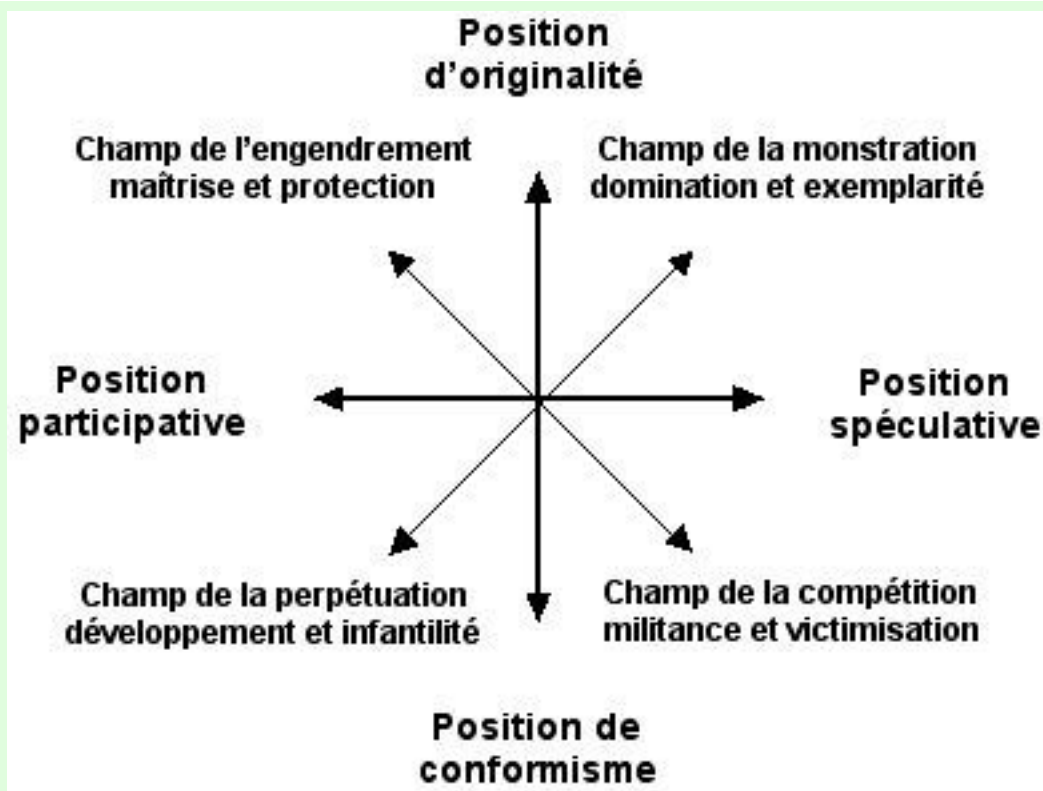 Position
d'originalité
Champ de l'engendrement
maîtrise et protection
Champ de la monstration
domination et exemplarité
Position
participative
Position
spéculative
Champ de la perpétuation
développement et infantilité
Champ de la compétition
militance et victimisation
Position de
conformisme